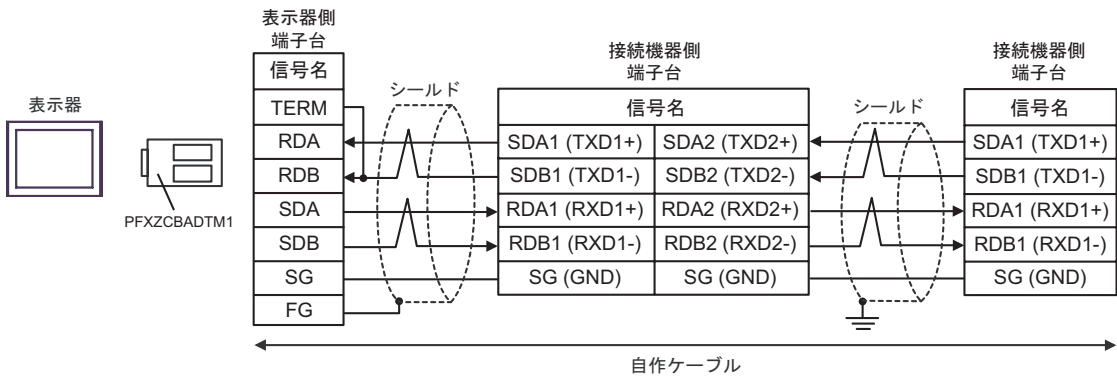 表示器
PFXZCBADTM1
表示器側
端子台
信号名
TERM
RDA
RDB
SDA
SDB
SG
FG
シールド
接続機器側
端子台
信号名
SDA1 (TXD1+) SDA2 (TXD2+)
SDB1 (TXD1-) SDB2 (TXD2-)
RDA1 (RXD1+) RDA2 (RXD2+)
RDB1 (RXD1-) RDB2 (RXD2-)
SG (GND) SG (GND)
シールド
接続機器側
端子台
信号名
SDA1 (TXD1+)
SDB1 (TXD1-)
RDA1 (RXD1+)
RDB1 (RXD1-)
SG (GND)
自作ケーブル